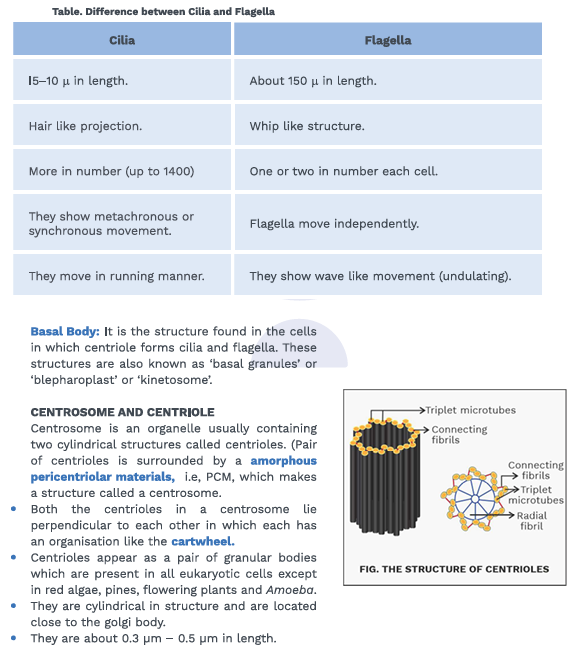 Table. Difference between Cilia and Flagella
Cilia
Flagella
I5–10 μ in length.
About 150 μ in length.
Hair like projection.
Whip like structure.
More in number (up to 1400)
One or two in number each cell.
They show metachronous or
synchronous movement.
Flagella move independently.
They move in running manner.
They show wave like movement (undulating).
Basal Body: It is the structure found in the cells
in which centriole forms cilia and flagella. These
structures are also known as ‘basal granules’ or
‘blepharoplast’ or ‘kinetosome’.
CENTROSOME AND CENTRIOLE
Centrosome is an organelle usually containing
two cylindrical structures called centrioles. (Pair
of centrioles is surrounded by a amorphous
pericentriolar materials, i.e, PCM, which makes
a structure called a centrosome.
• Both the centrioles in a centrosome lie
perpendicular to each other in which each has
an organisation like the cartwheel.
• Centrioles appear as a pair of granular bodies
which are present in all eukaryotic cells except
in red algae, pines, flowering plants and Amoeba.
• They are cylindrical in structure and are located
close to the golgi body.
• They are about 0.3 μm – 0.5 μm in length.
Triplet microtubes
Connecting
fibrils
Connecting
fibrils
Triplet
microtubes
Radial
fibril
FIG. THE STRUCTURE OF CENTRIOLES